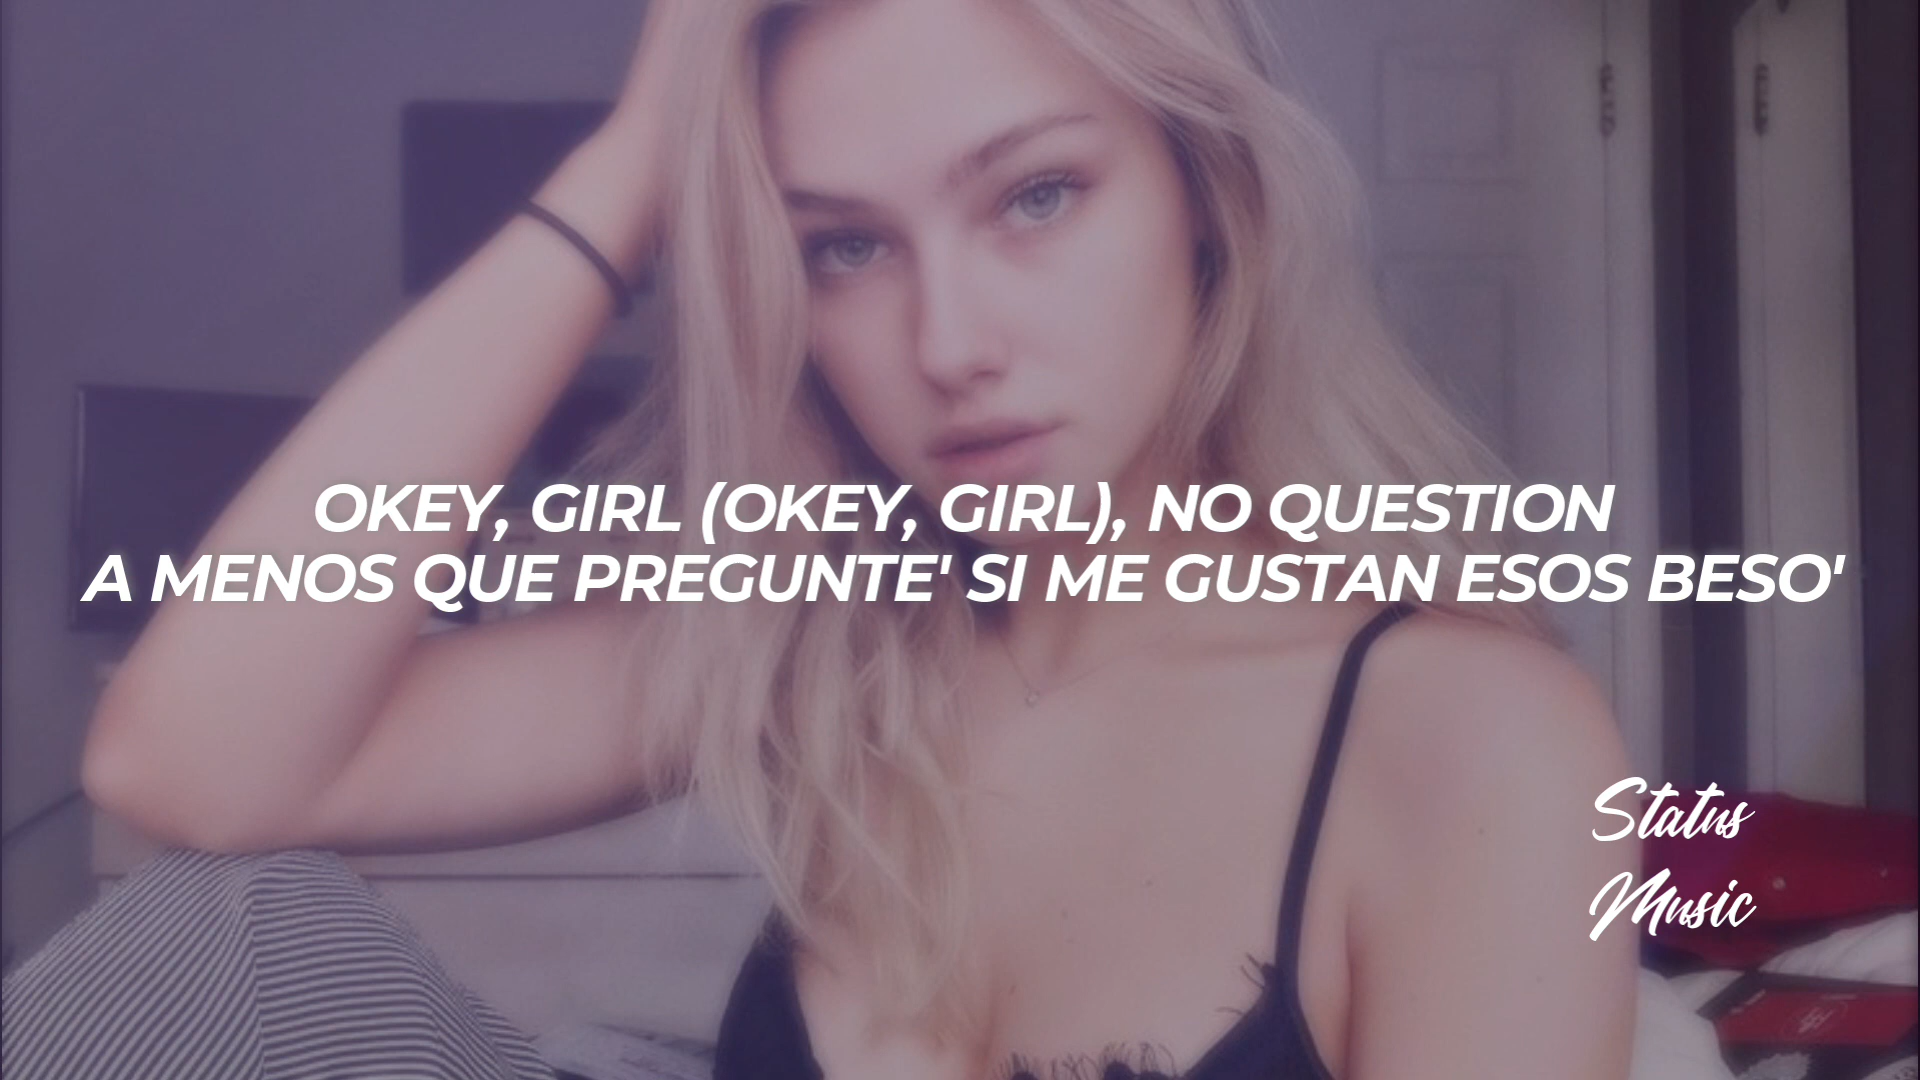 OKEY, GIRL (OKEY, GIRL), NO QUESTION
A MENOS QUE PREGUNTE' SI ME GUSTAN ESOS BESO'
Status
Music